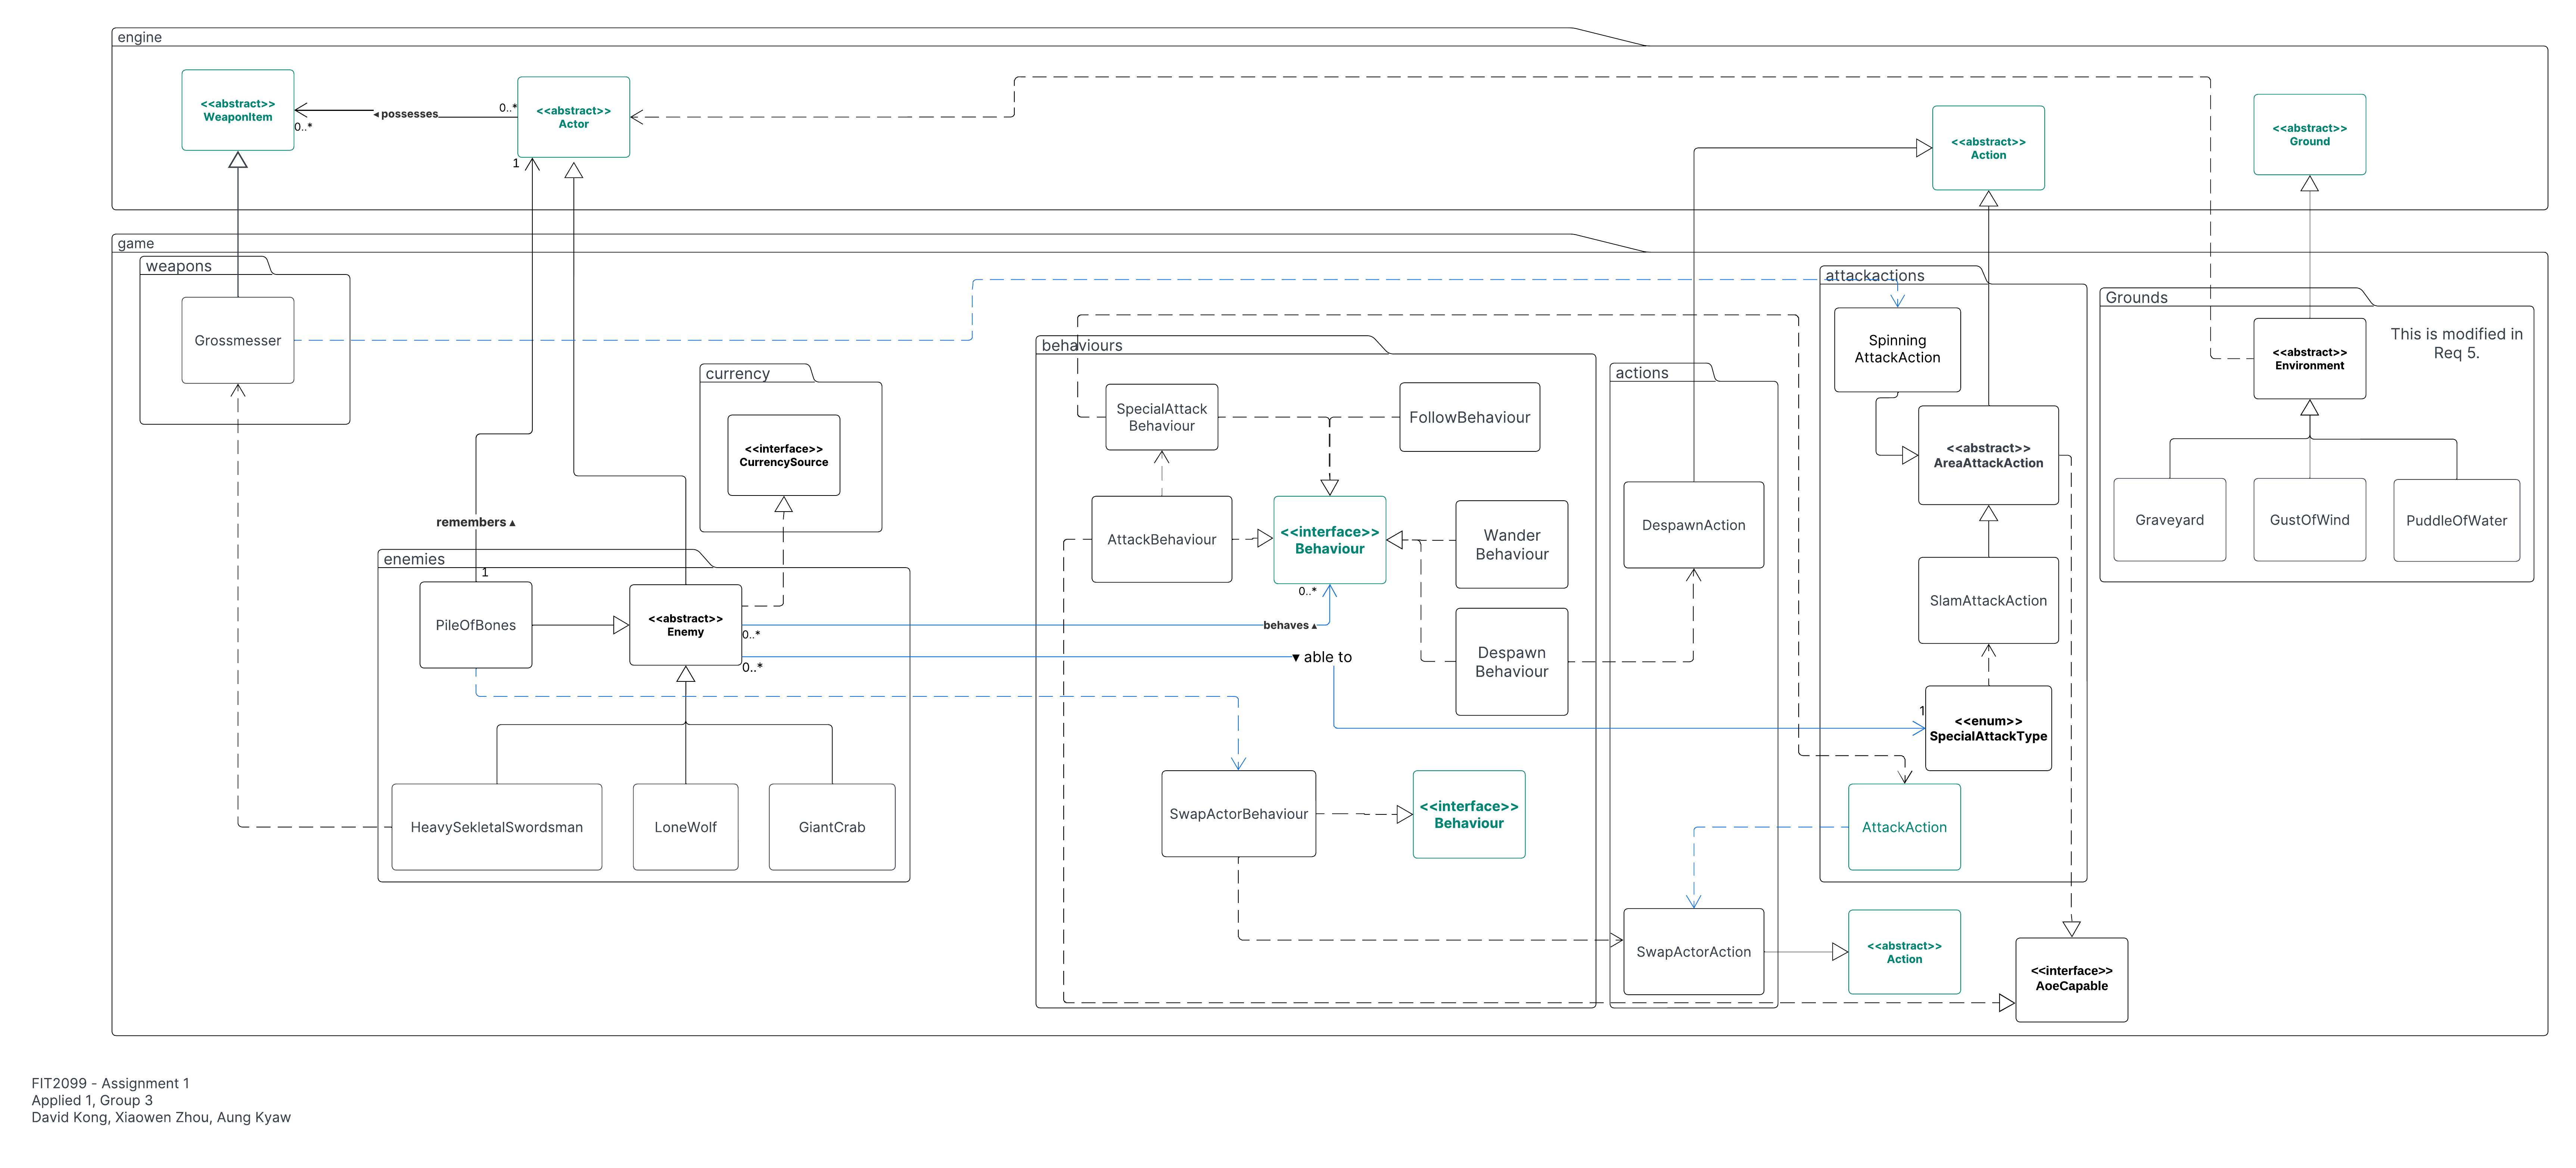 engine
<<abstract>>
WeaponItem
0..*
◂ possesses
0..*
<<abstract>>
Actor
1
<<abstract>>
Action
<<abstract>>
Ground
game
weapons
Grossmesser
currency
<<interface>>
CurrencySource
remembers ▴
1
enemies
PileOfBones
<<abstract>>
Enemy
0..*
0..*
HeavySekletalSwordsman
LoneWolf
GiantCrab
behaviours
SpecialAttack
Behaviour
FollowBehaviour
AttackBehaviour
<<interface>>
Behaviour
0..*
Wander
Behaviour
behaves ▴
▾ able to
Despawn
Behaviour
SwapActorBehaviour
<<interface>>
Behaviour
actions
DespawnAction
SwapActorAction
attackactions
Spinning
AttackAction
<<abstract>>
AreaAttackAction
SlamAttackAction
1
<<enum>>
SpecialAttackType
AttackAction
<<abstract>>
Action
<<interface>>
AoeCapable
Grounds
<<abstract>>
Environment
This is modified in
Req 5.
Graveyard
GustOfWind
PuddleOfWater
FIT2099 - Assignment 1
Applied 1, Group 3
David Kong, Xiaowen Zhou, Aung Kyaw